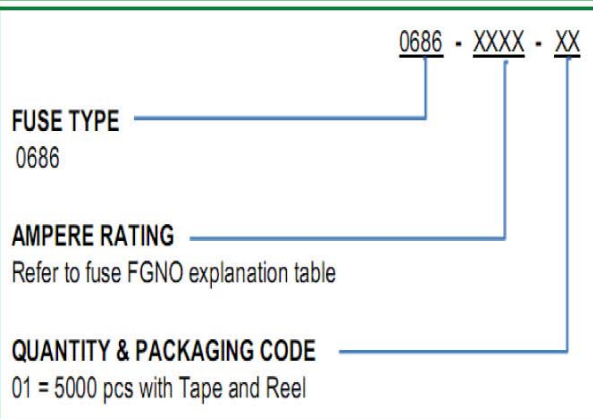 0686 - XXXX - XX
FUSE TYPE
0686
AMPERE RATING
Refer to fuse FGNO explanation table
QUANTITY & PACKAGING CODE
01 = 5000 pcs with Tape and Reel